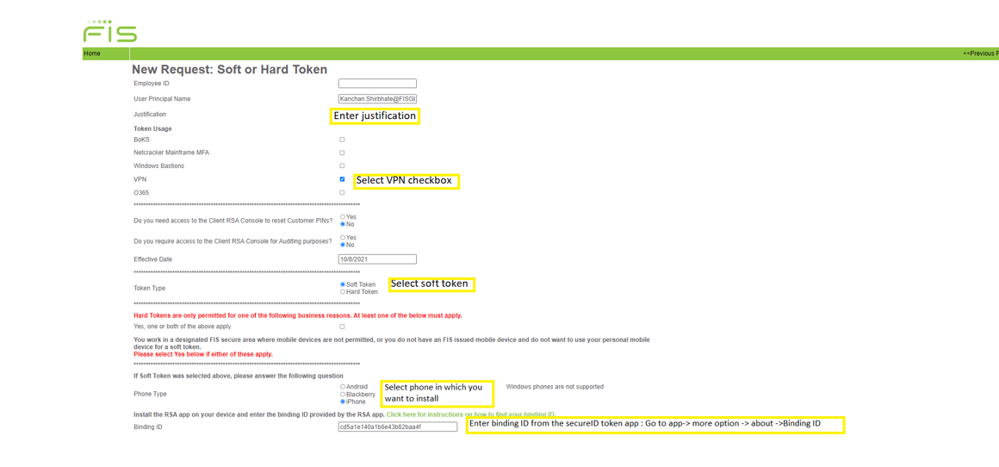 FIS
Home <<Previous P
New Request: Soft or Hard Token
Employee ID
User Principal Name Kanchan.Shirbhate@FISGl
Justification Enter justification
Token Usage
BoKS
Netcracker Mainframe MFA
Windows Bastions
VPN Select VPN checkbox
O365
Do you need access to the Client RSA Console to reset Customer PINs? Yes
No
Do you require access to the Client RSA Console for Auditing purposes? Yes
No
Effective Date 10/8/2021
Token Type Soft Token Select soft token
Hard Token
Hard Tokens are only permitted for one of the following business reasons. At least one of the below must apply.
Yes, one or both of the above apply.
You work in a designated FIS secure area where mobile devices are not permitted, or you do not have an FIS issued mobile device and do not want to use your personal mobile
device for a soft token.
Please select Yes below if either of these apply.
If Soft Token was selected above, please answer the following question
Phone Type Android Select phone in which you Windows phones are not supported
Blackberry want to install
iPhone
Install the RSA app on your device and enter the binding ID provided by the RSA app. Click here for instructions on how to find your binding ID.
Binding ID cd5a1e140a1b6e43b82baa4f Enter binding ID from the secureID token app : Go to app-> more option -> about ->Binding ID